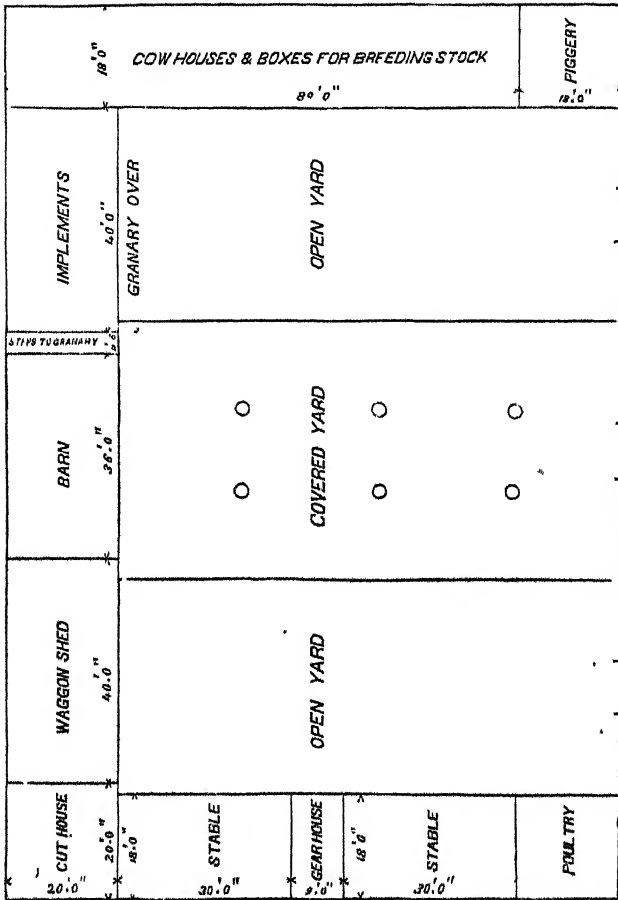 COW HOUSES & BOXES FOR BREEDING STOCK
18'0"
89'0"
PIGGERY
18'0"
IMPLEMENTS
40'0"
GRANARY OVER
OPEN YARD
STEPS TO GRANARY
BARN
36'0"
COVERED YARD
WAGGON SHED
40'0"
OPEN YARD
CUT HOUSE
20'0"
20'0"
18'0"
STABLE
30'0"
GEAR HOUSE
9'0"
18'0"
STABLE
30'0"
POULTRY